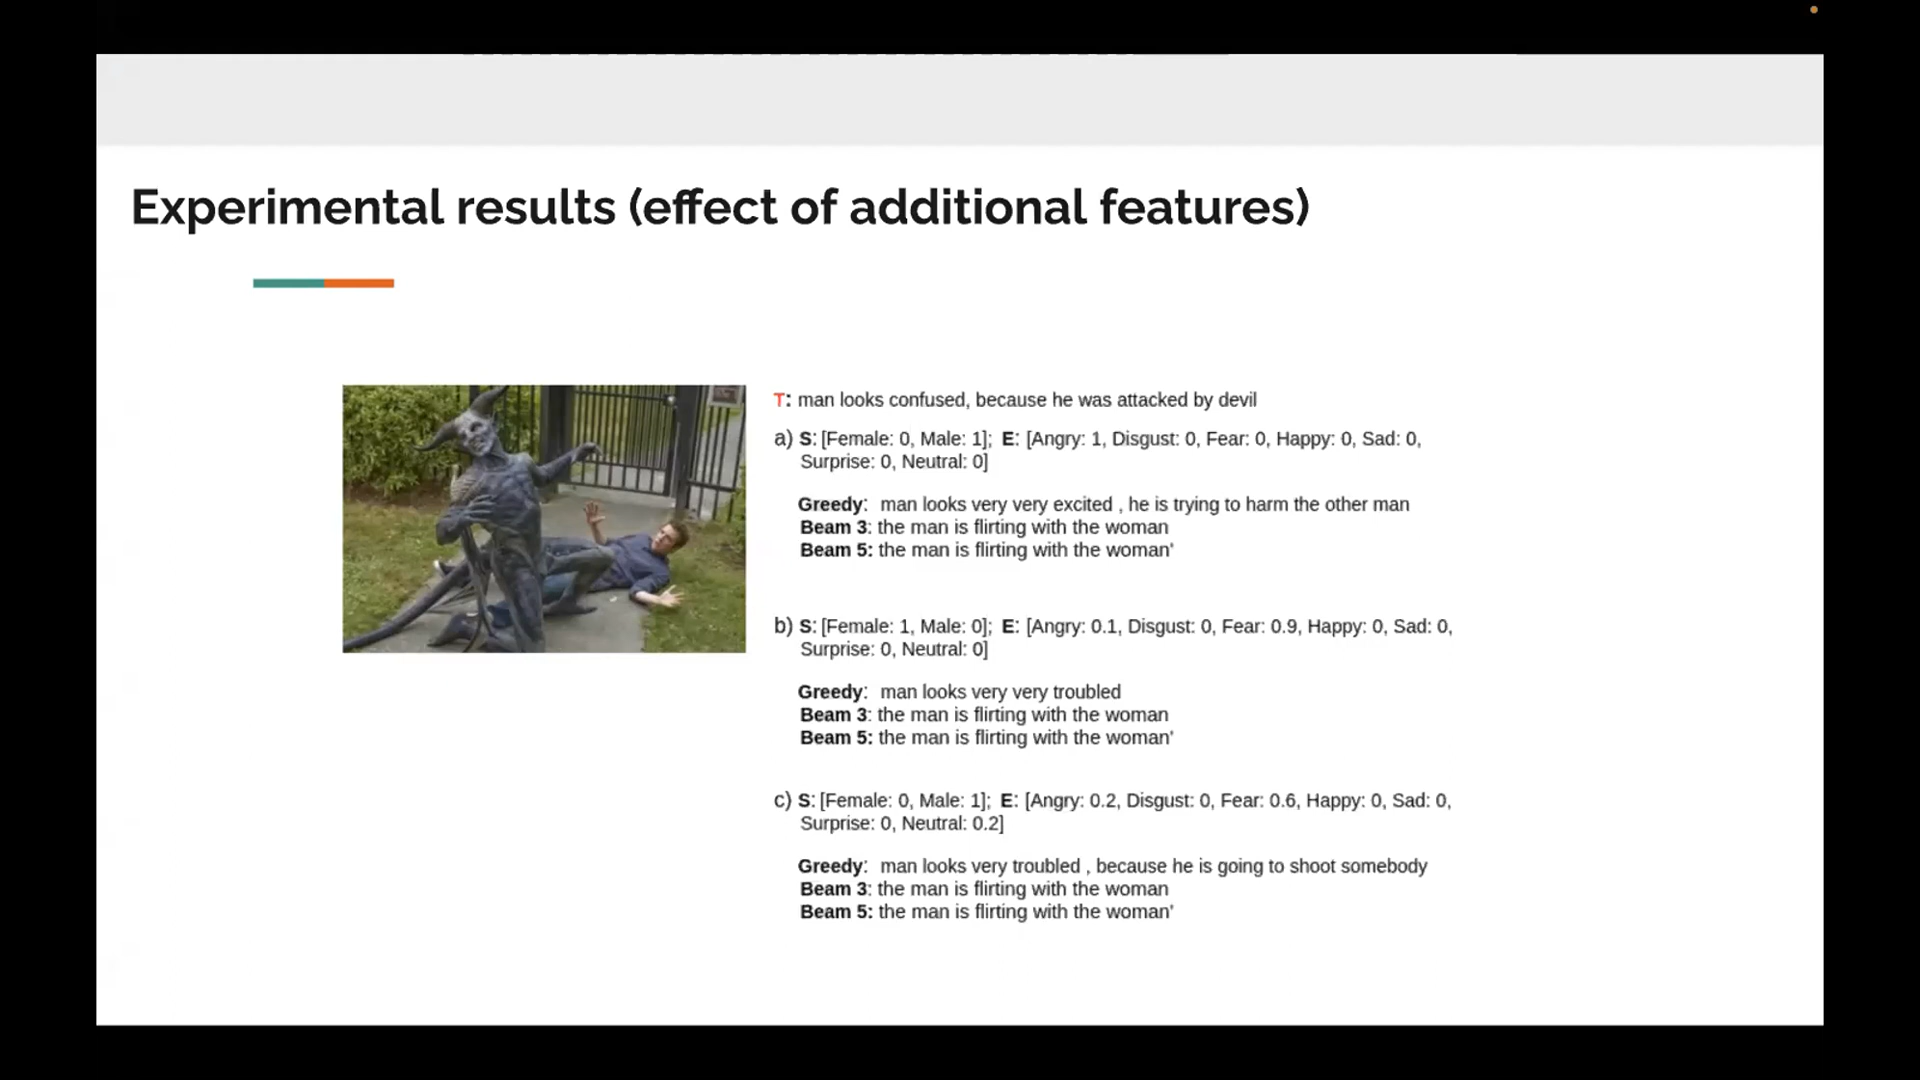 Experimental results (effect of additional features)
T: man looks confused, because he was attacked by devil
a) S: [Female: 0, Male: 1]; E: [Angry: 1, Disgust: 0, Fear: 0, Happy: 0, Sad: 0,
Surprise: 0, Neutral: 0]
Greedy: man looks very very excited , he is trying to harm the other man
Beam 3: the man is flirting with the woman
Beam 5: the man is flirting with the woman'
b) S: [Female: 1, Male: 0]; E: [Angry: 0.1, Disgust: 0, Fear: 0.9, Happy: 0, Sad: 0,
Surprise: 0, Neutral: 0]
Greedy: man looks very very troubled
Beam 3: the man is flirting with the woman
Beam 5: the man is flirting with the woman'
c) S: [Female: 0, Male: 1]; E: [Angry: 0.2, Disgust: 0, Fear: 0.6, Happy: 0, Sad: 0,
Surprise: 0, Neutral: 0.2]
Greedy: man looks very troubled , because he is going to shoot somebody
Beam 3: the man is flirting with the woman
Beam 5: the man is flirting with the woman'